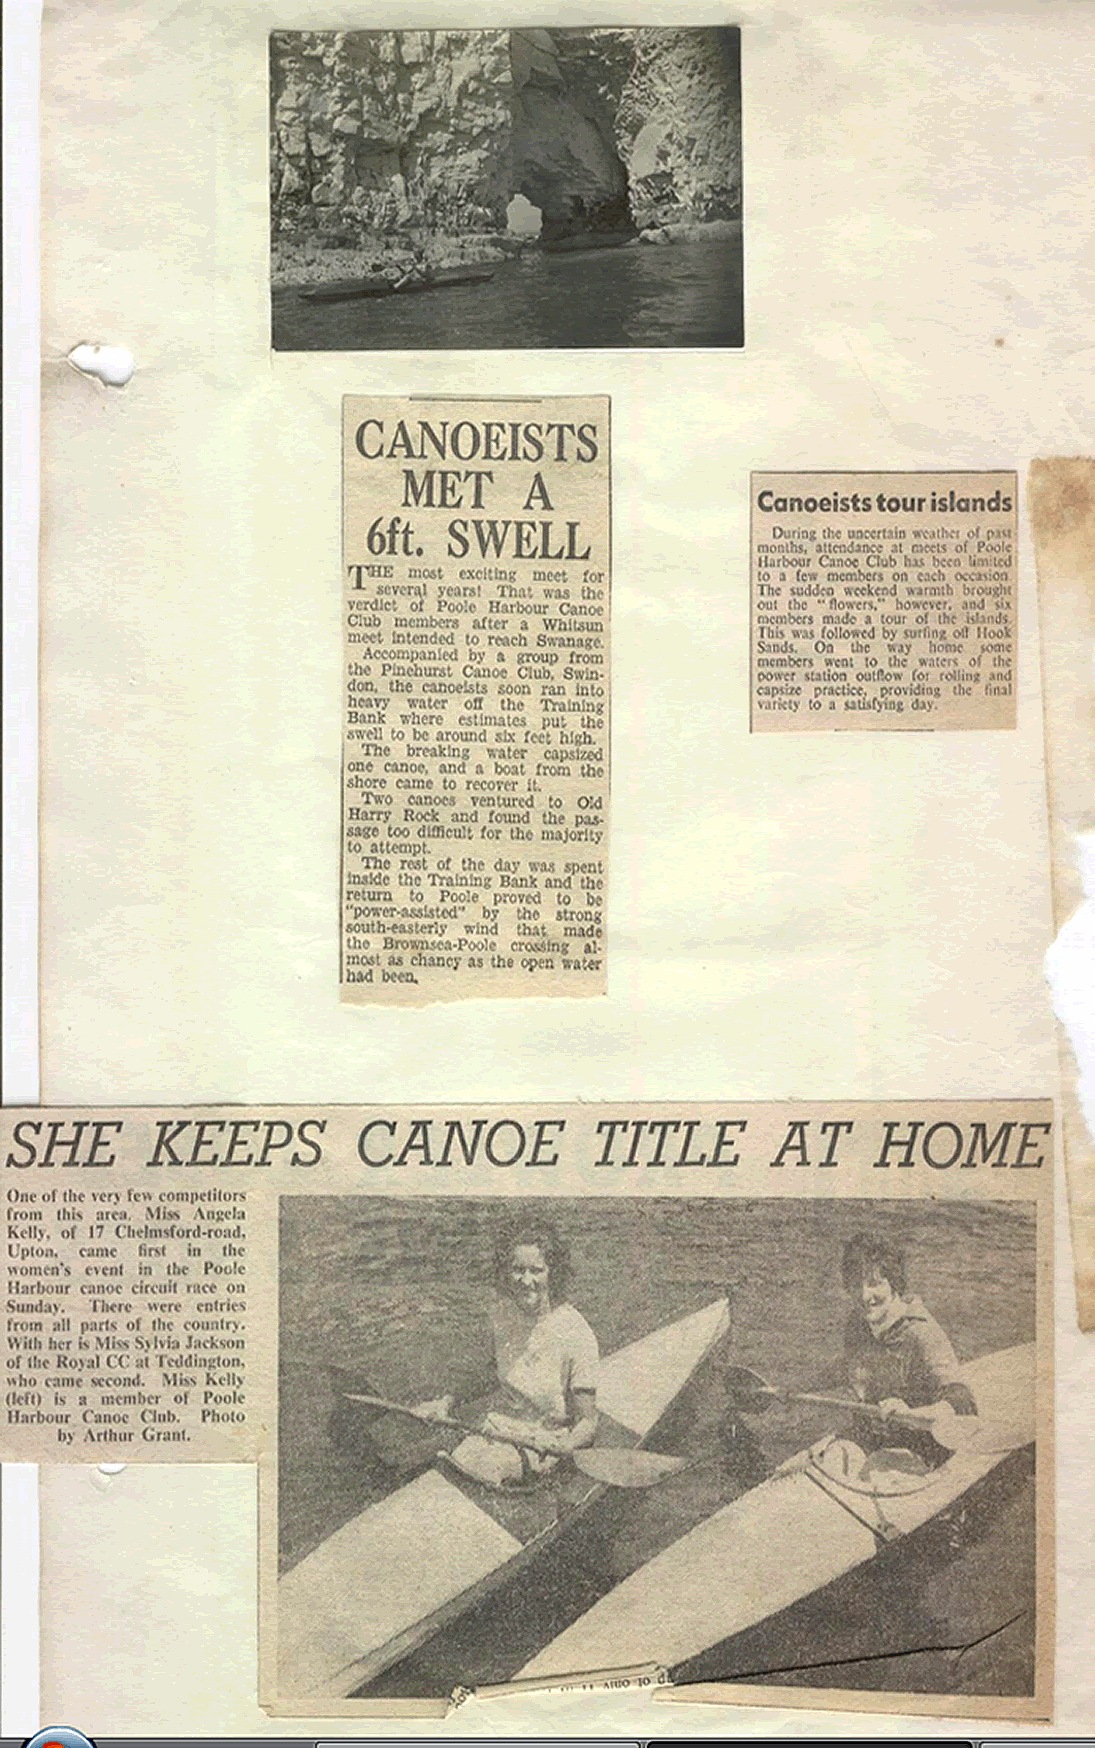 CANOEISTS
MET A
6ft. SWELL
THE most exciting meet for
several years! That was the
verdict of Poole Harbour Canoe
Club members after a Whitsun
meet intended to reach Swanage.
Accompanied by a group from
the Pinehurst Canoe Club, Swin-
don, the canoeists soon ran into
heavy water off the Training
Bank where estimates put the
swell to be around six feet high.
The breaking water capsized
one canoe, and a boat from the
shore came to recover it.
Two canoes ventured to Old
Harry Rock and found the pas-
sage too difficult for the majority
to attempt.
The rest of the day was spent
inside the Training Bank and the
return to Poole proved to be
"power-assisted" by the strong
south-easterly wind that made
the Brownsea-Poole crossing al-
most as chancy as the open water
had been.
Canoeists tour islands
During the uncertain weather of past
months, attendance at meets of Poole
Harbour Canoe Club has been limited
to a few members on each occasion.
The sudden weekend warmth brought
out the "flowers," however, and six
members made a tour of the islands.
This was followed by surfing off Hook
Sands. On the way home some
members went to the waters of the
power station outflow for rolling and
capsize practice, providing the final
variety to a satisfying day.
SHE KEEPS CANOE TITLE AT HOME
One of the very few competitors
from this area, Miss Angela
Kelly, of 17 Chelmsford-road,
Upton, came first in the
women's event in the Poole
Harbour canoe circuit race on
Sunday. There were entries
from all parts of the country.
With her is Miss Sylvia Jackson
of the Royal CC at Teddington,
who came second. Miss Kelly
(left) is a member of Poole
Harbour Canoe Club. Photo
by Arthur Grant.